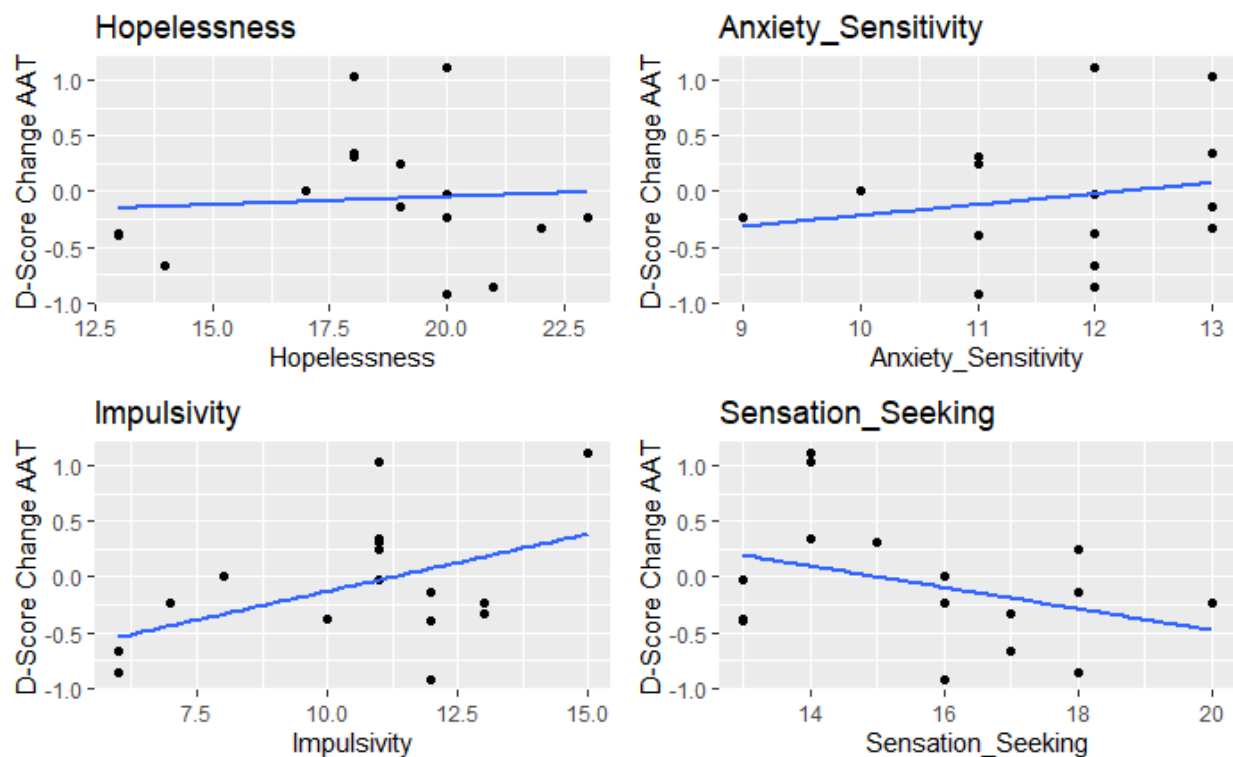 Hopelessness
D-Score Change AAT
1.0
0.5
0.0
-0.5
-1.0
12.5 15.0 17.5 20.0 22.5
Hopelessness
Anxiety_Sensitivity
D-Score Change AAT
1.0
0.5
0.0
-0.5
-1.0
9 10 11 12 13
Anxiety_Sensitivity
Impulsivity
D-Score Change AAT
1.0
0.5
0.0
-0.5
-1.0
7.5 10.0 12.5 15.0
Impulsivity
Sensation_Seeking
D-Score Change AAT
1.0
0.5
0.0
-0.5
-1.0
14 16 18 20
Sensation_Seeking